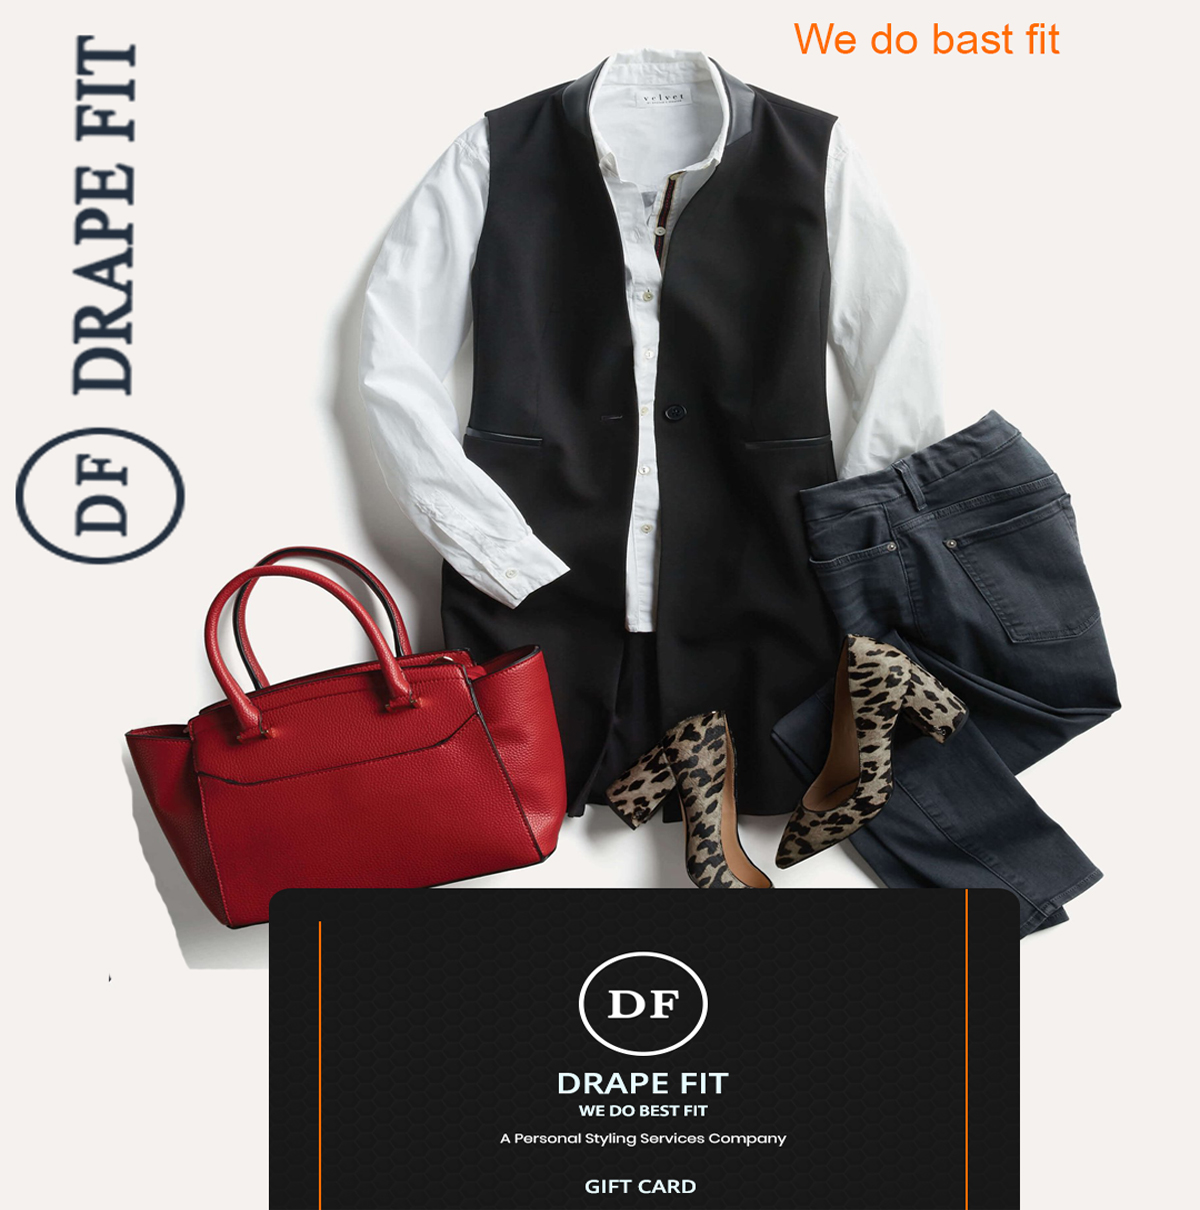 We do bast fit
DF DRAPE FIT
velvet
DF
DRAPE FIT
WE DO BEST FIT
A Personal Styling Services Company
GIFT CARD